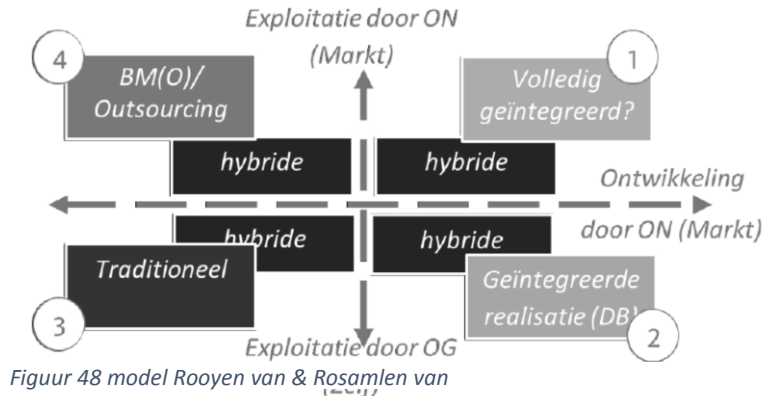 Exploitatie door ON
(Markt)
4
BM(O)/
Outsourcing
1
Volledig
geïntegreerd?
hybride
hybride
Ontwikkeling
door ON (Markt)
hybride
hybride
Traditioneel
3
Geïntegreerde
realisatie (DB)
2
Exploitatie door OG
Figuur 48 model Rooyen van & Rosamlen van